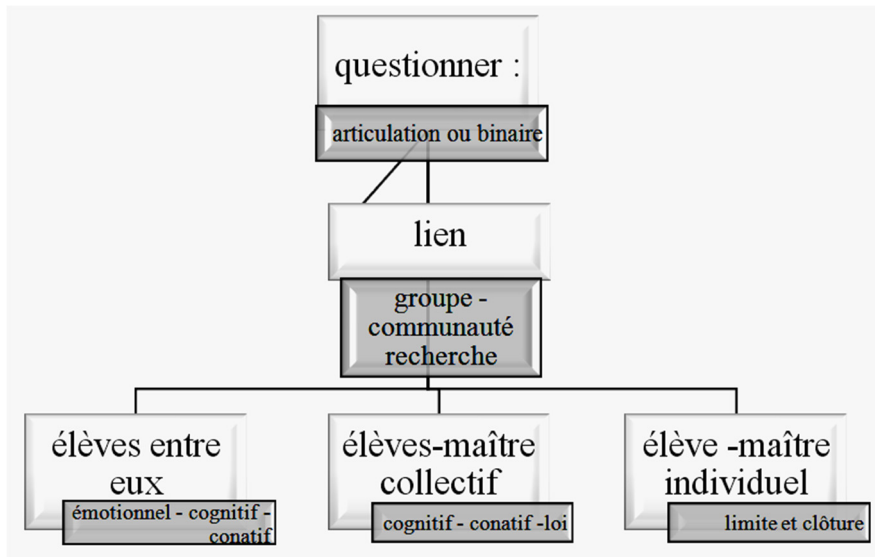 questionner :
articulation ou binaire
lien
groupe -
communauté
recherche
élèves entre
eux
émotionnel - cognitif -
conatif
élèves-maître
collectif
cognitif - conatif -loi
élève -maître
individuel
limite et clôture